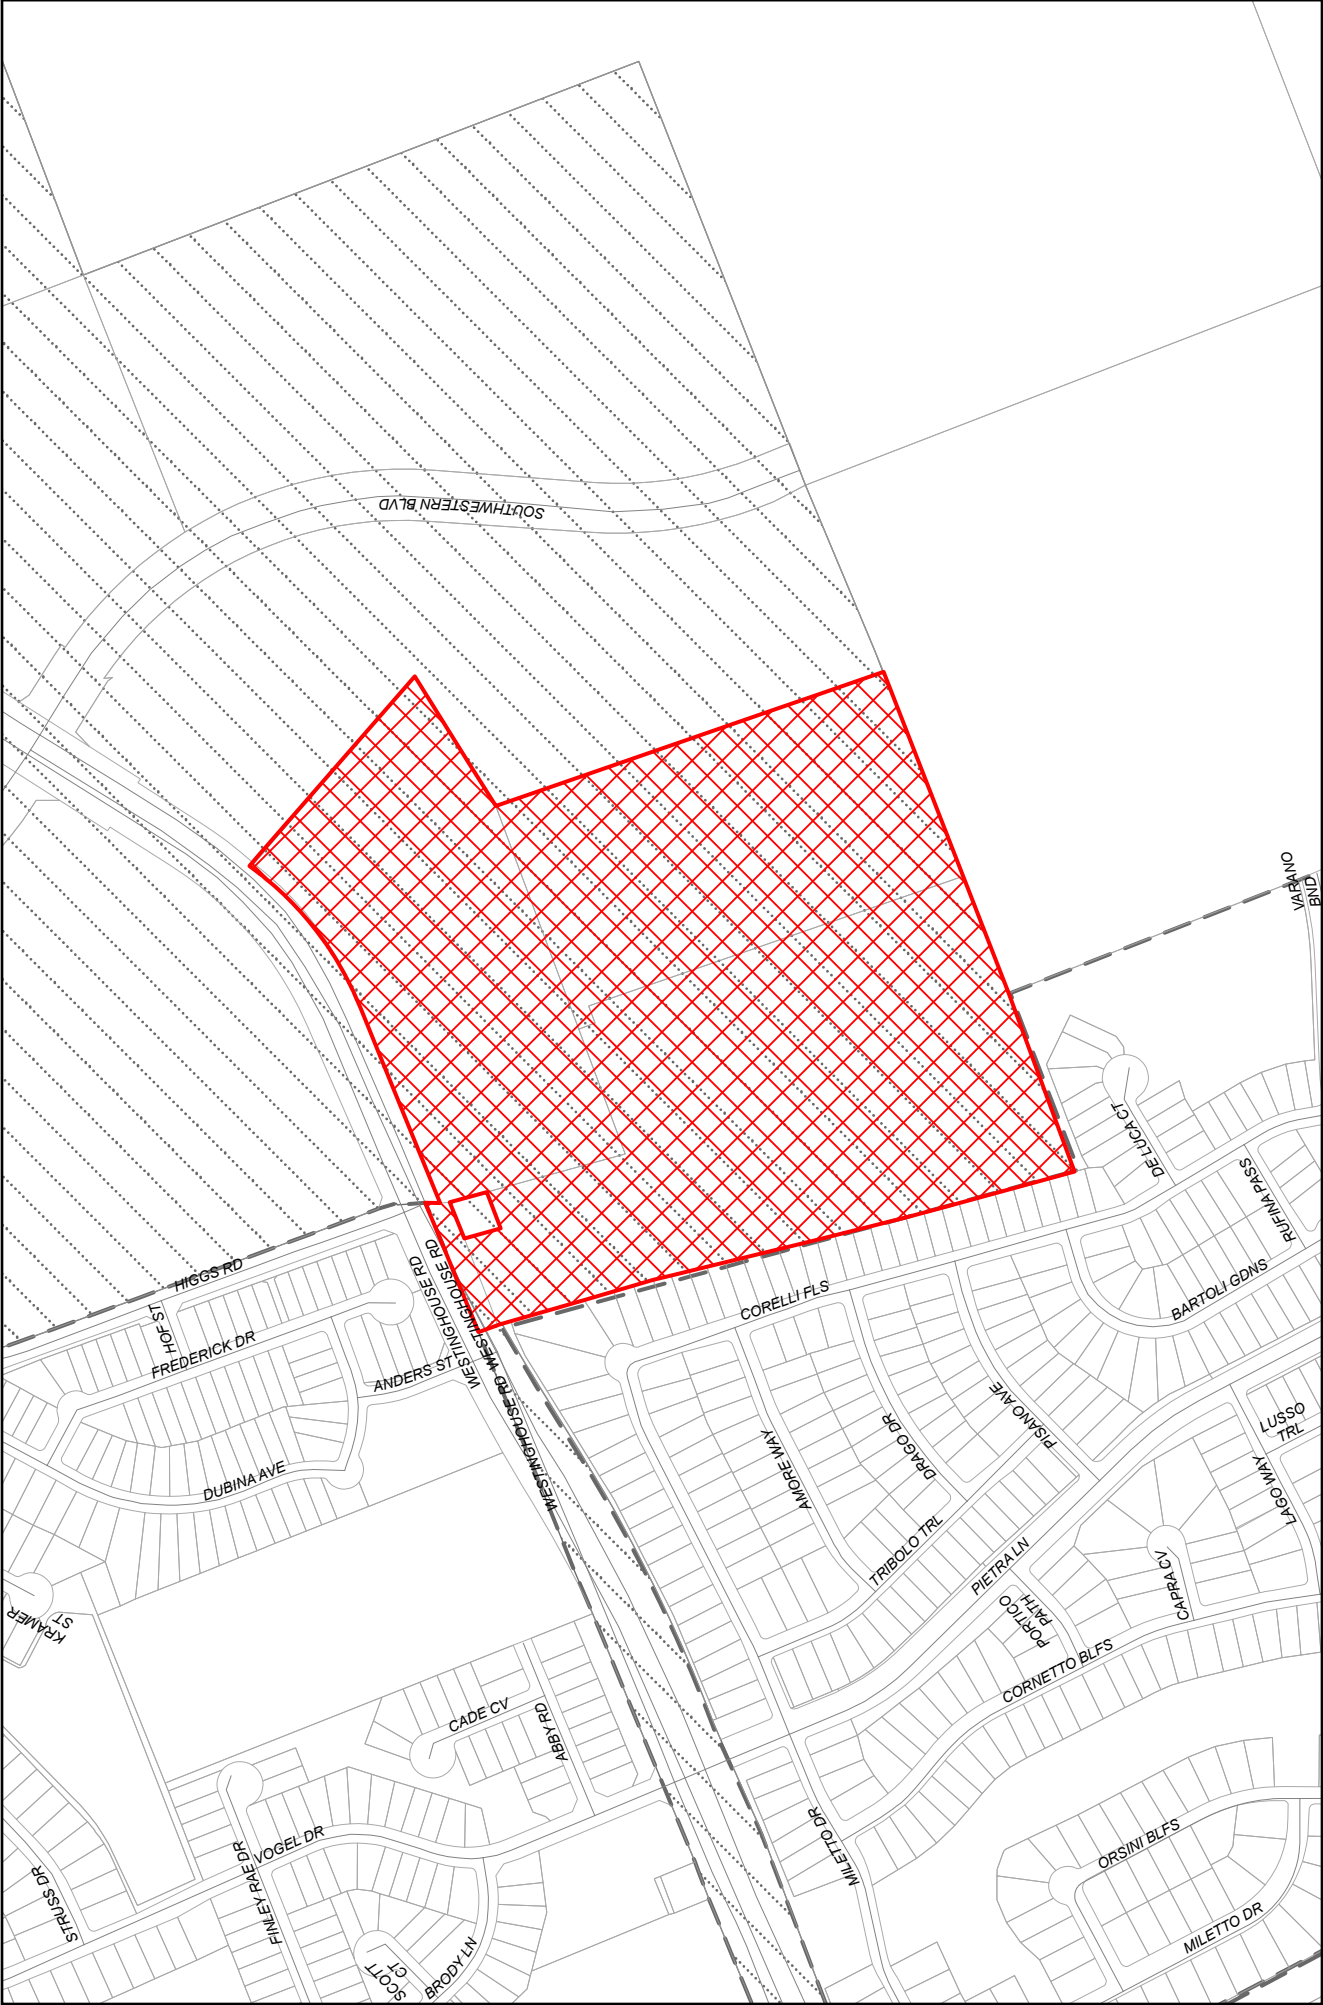 SOUTHWESTERN BLVD
VARANO
BND
DE LUCA CT
RUFINA PASS
HIGGS RD
HOF ST
FREDERICK DR
WESTINGHOUSE RD
WESTINGHOUSE RD
WESTINGHOUSE RD
ANDERS ST
CORELLI FLS
BARTOLI GDNS
DUBINA AVE
AMORE WAY
DRAGO DR
PISANO AVE
LUSSO
TRL
LAGO WAY
TRIBOLO TRL
PIETRA LN
CAPRA CV
PORTICO
PATH
KRAMER
ST
CORNETTO BLFS
CADE CV
ABBY RD
VOGEL DR
FINLEY RAE DR
STRUSS DR
MILETTO DR
ORSINI BLFS
MILETTO DR
SCOTT
CT
BRODY LN
WESTINGHOUSE RD